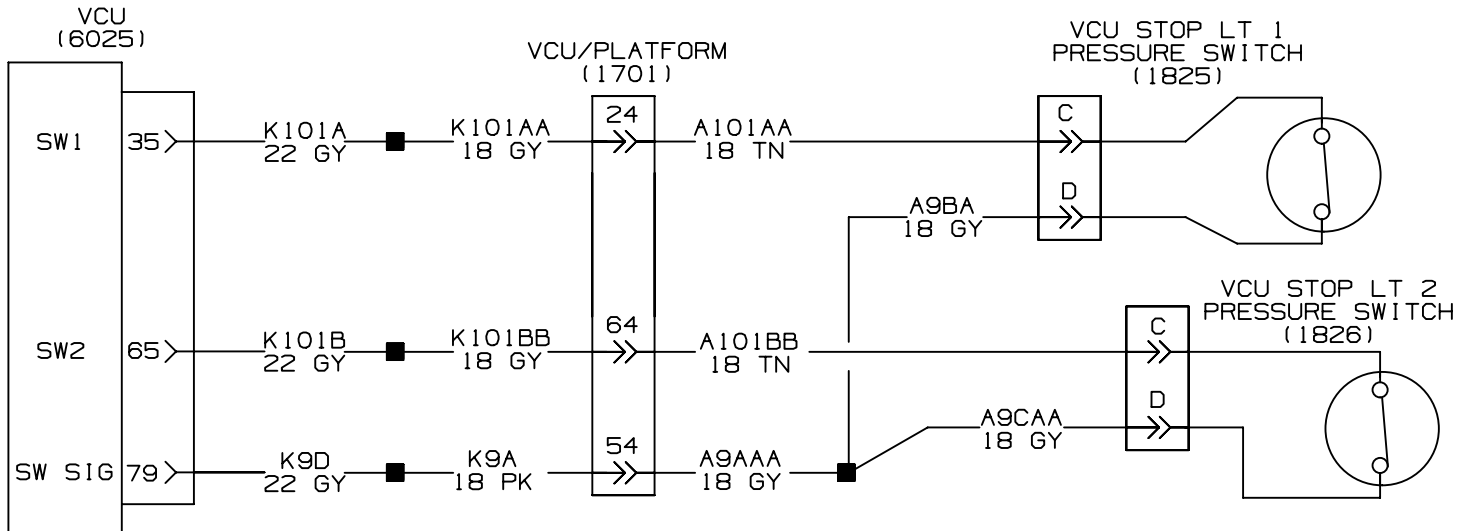 VCU
(6025)
VCU/PLATFORM
(1701)
VCU STOP LT 1
PRESSURE SWITCH
(1825)
SW1
35
K101A
22 GY
K101AA
18 GY
24
A101AA
18 TN
C
A9BA
18 GY
D
VCU STOP LT 2
PRESSURE SWITCH
(1826)
SW2
65
K101B
22 GY
K101BB
18 GY
64
A101BB
18 TN
C
A9CAA
18 GY
D
SW SIG
79
K9D
22 GY
K9A
18 PK
54
A9AAA
18 GY